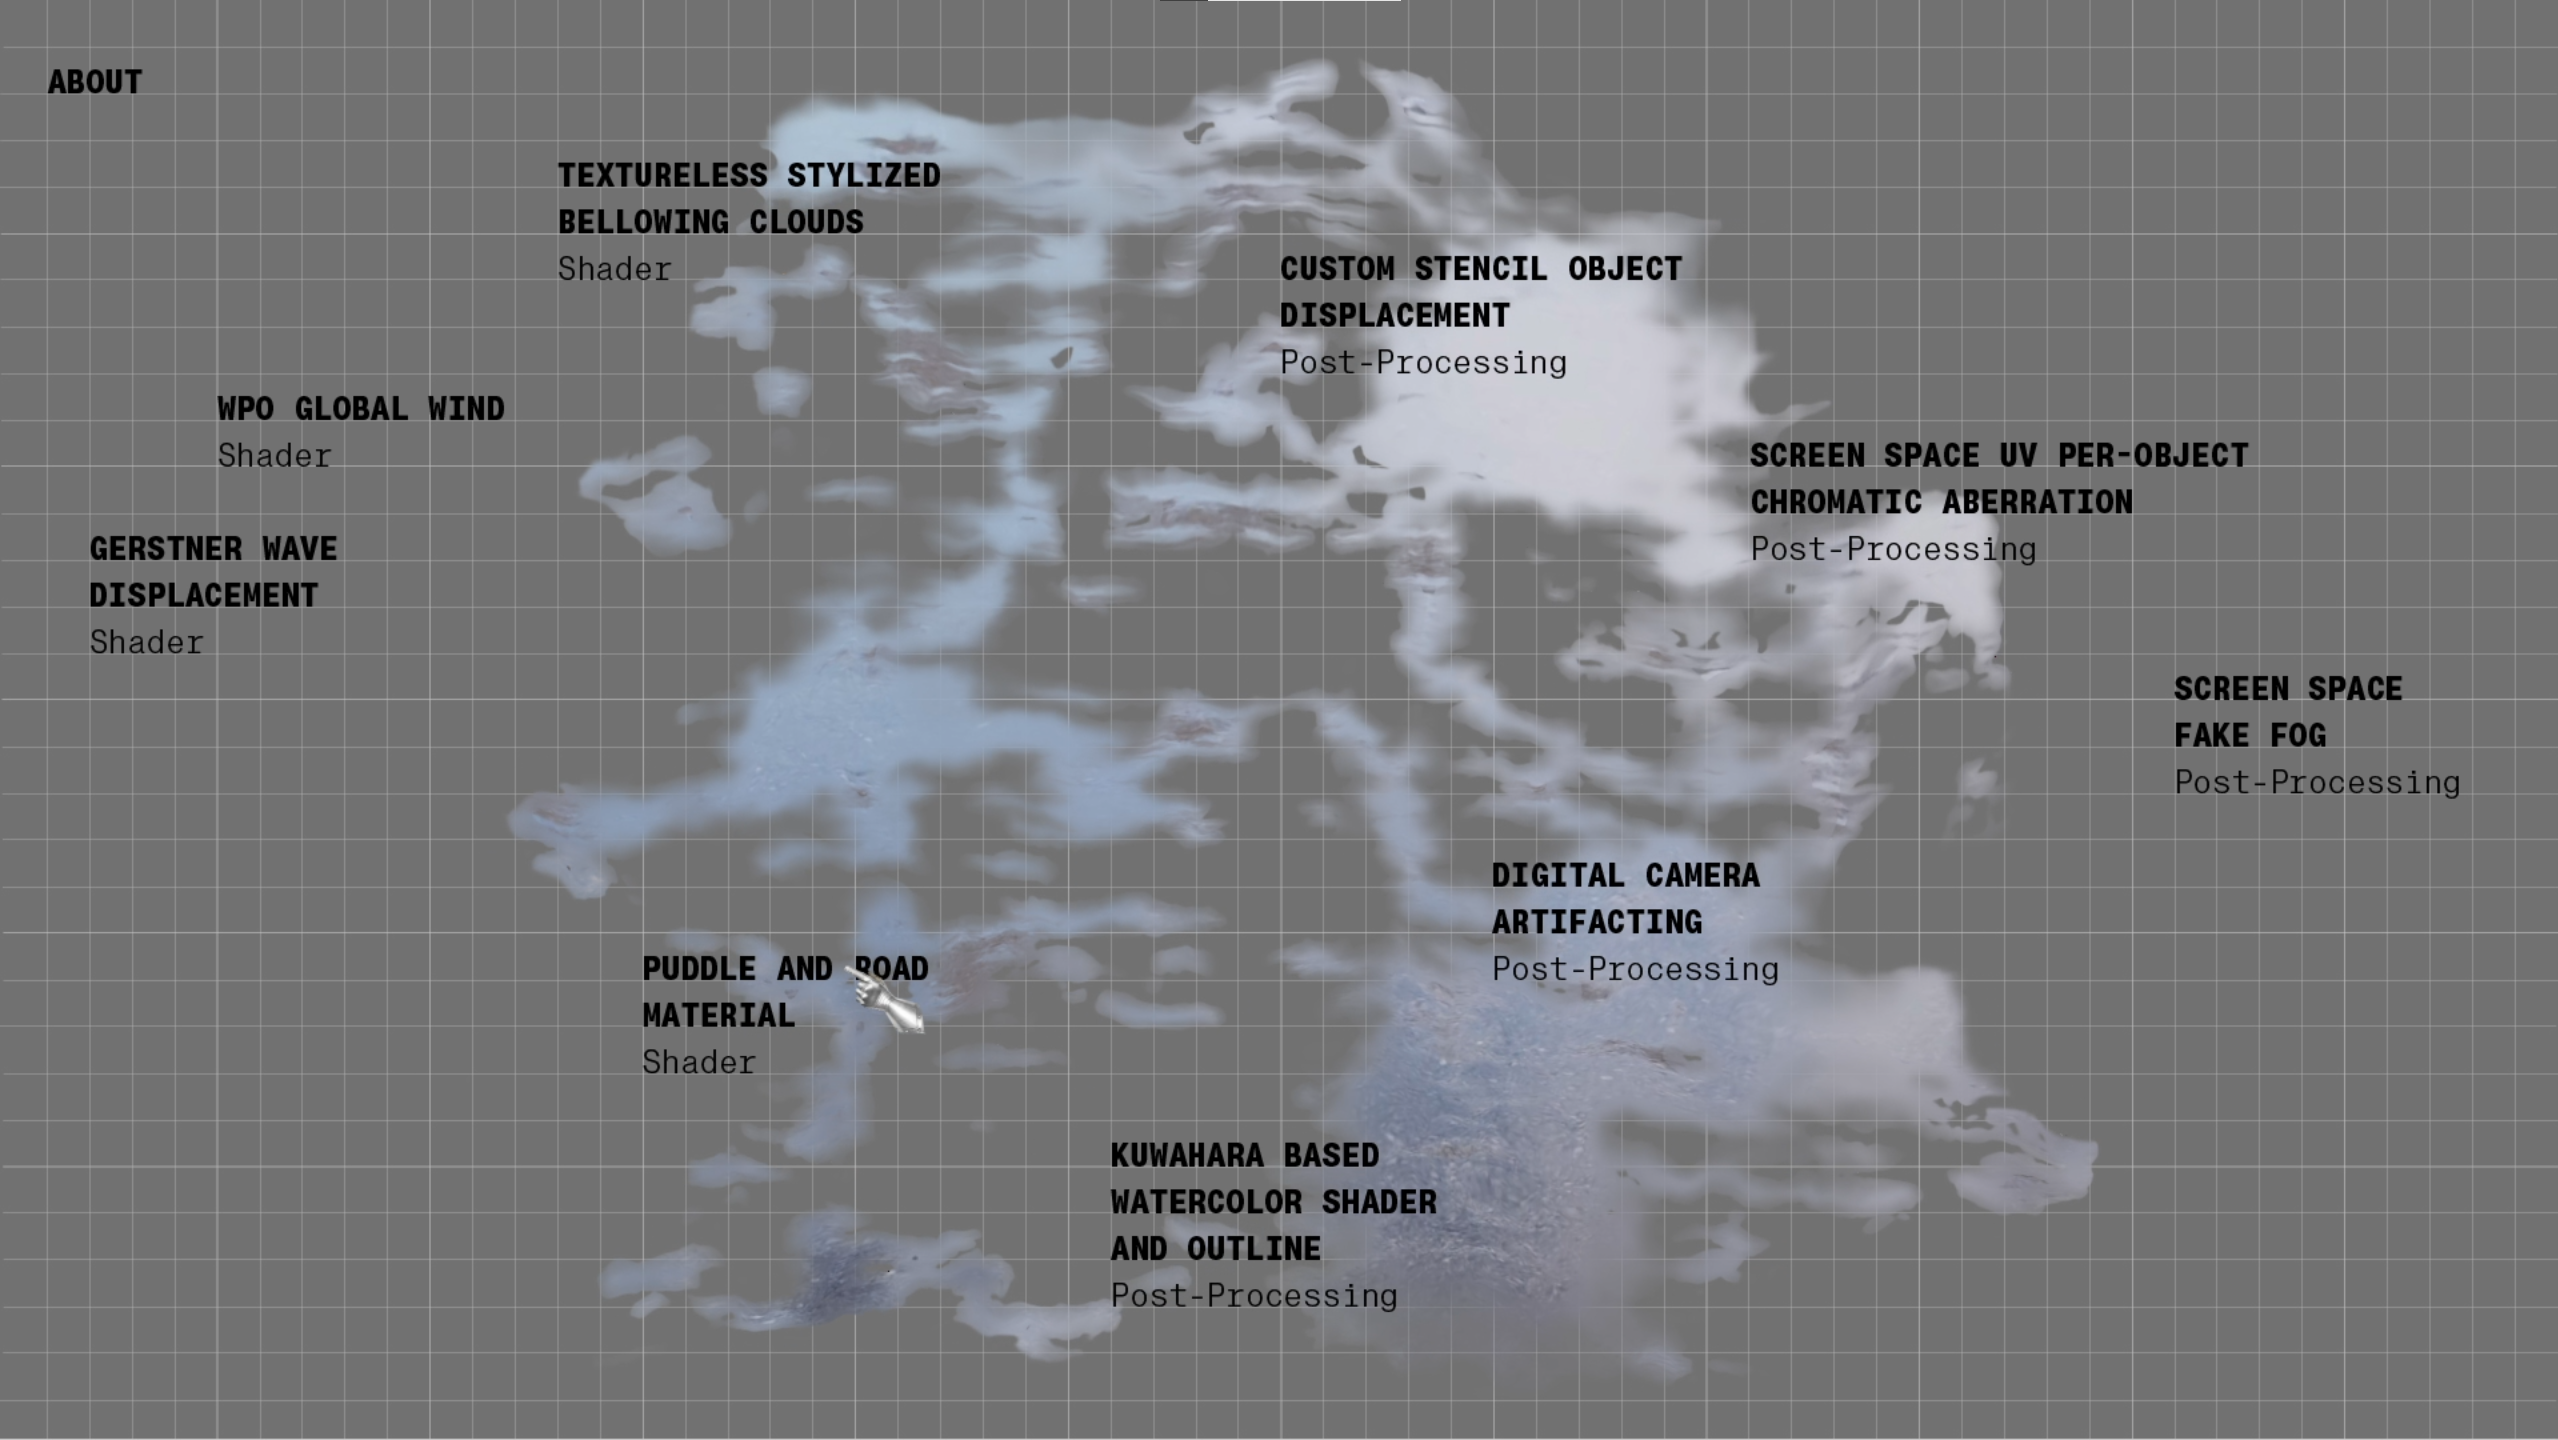 ABOUT
TEXTURELESS STYLIZED
BELLOWING CLOUDS
Shader
CUSTOM STENCIL OBJECT
DISPLACEMENT
Post-Processing
WPO GLOBAL WIND
Shader
SCREEN SPACE UV PER-OBJECT
CHROMATIC ABERRATION
Post-Processing
GERSTNER WAVE
DISPLACEMENT
Shader
SCREEN SPACE
FAKE FOG
Post-Processing
DIGITAL CAMERA
ARTIFACTING
Post-Processing
PUDDLE AND ROAD
MATERIAL
Shader
KUWAHARA BASED
WATERCOLOR SHADER
AND OUTLINE
Post-Processing